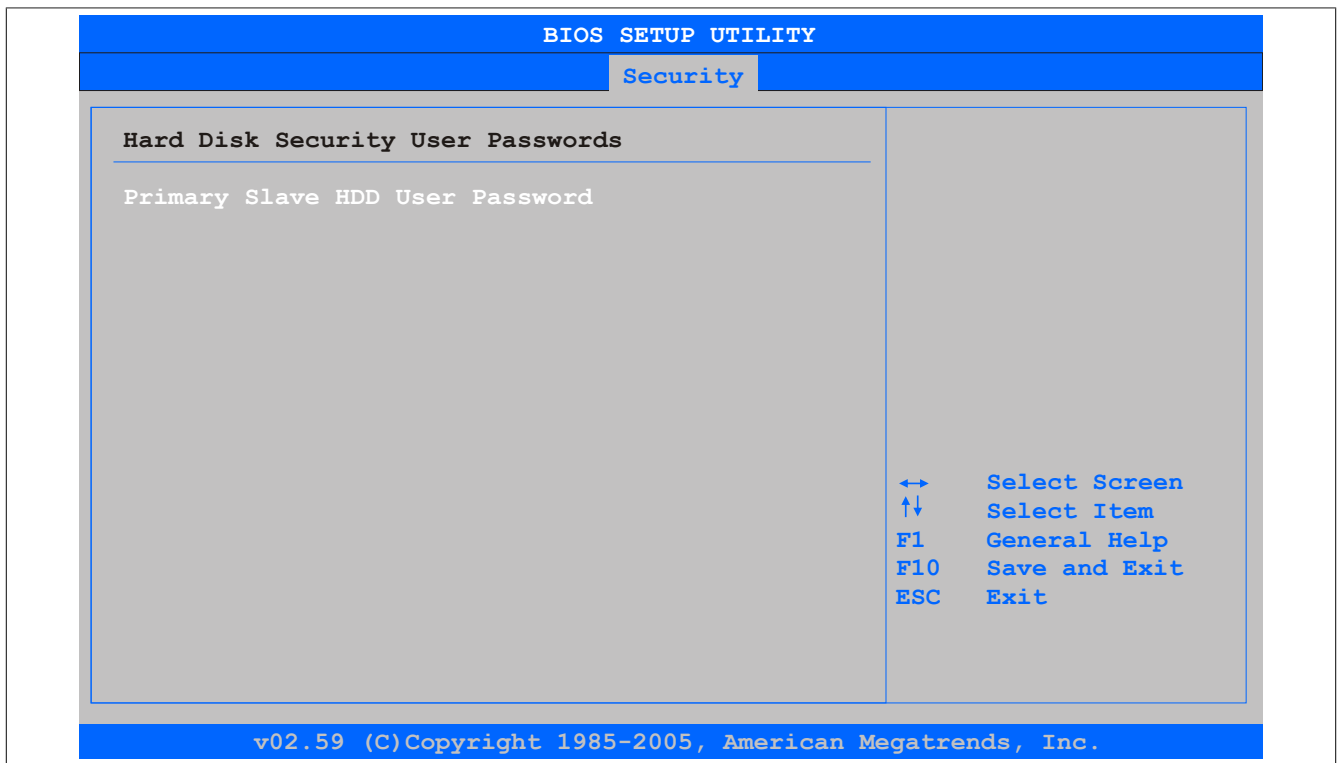 BIOS SETUP UTILITY
Security
Hard Disk Security User Passwords
Primary Slave HDD User Password
←→ Select Screen
↑↓ Select Item
F1 General Help
F10 Save and Exit
ESC Exit
v02.59 (C)Copyright 1985-2005, American Megatrends, Inc.